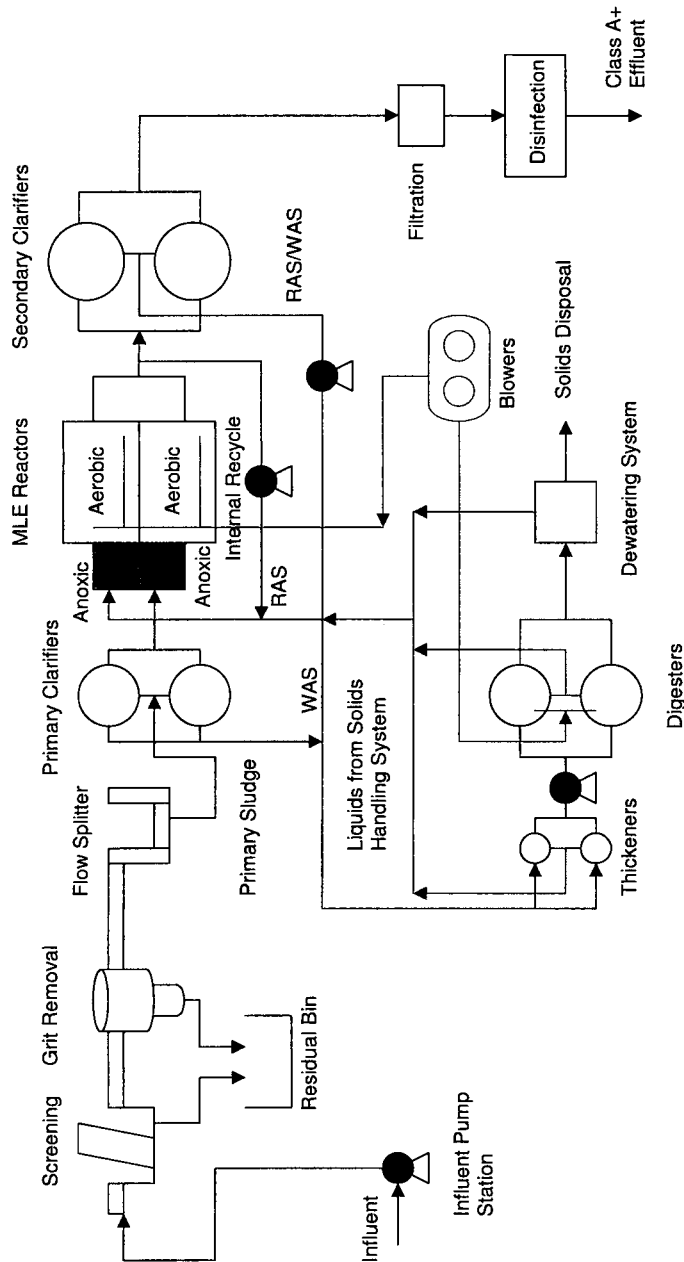 Screening
Grit Removal
Flow Splitter
Primary Clarifiers
MLE Reactors
Secondary Clarifiers
Anoxic
Anoxic
Aerobic
Aerobic
Internal Recycle
RAS
RAS/WAS
WAS
Primary Sludge
Residual Bin
Influent
Influent Pump
Station
Liquids from Solids
Handling System
Thickeners
Digesters
Dewatering System
Solids Disposal
Blowers
Filtration
Disinfection
Class A+
Effluent